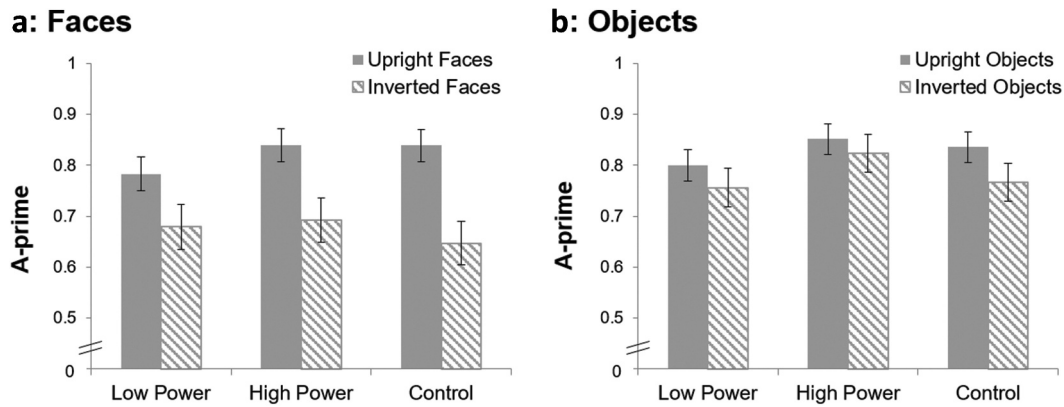 a: Faces
Upright Faces
Inverted Faces
A-prime
1
0.9
0.8
0.7
0.6
0.5
0
Low Power High Power Control
b: Objects
Upright Objects
Inverted Objects
A-prime
1
0.9
0.8
0.7
0.6
0.5
0
Low Power High Power Control